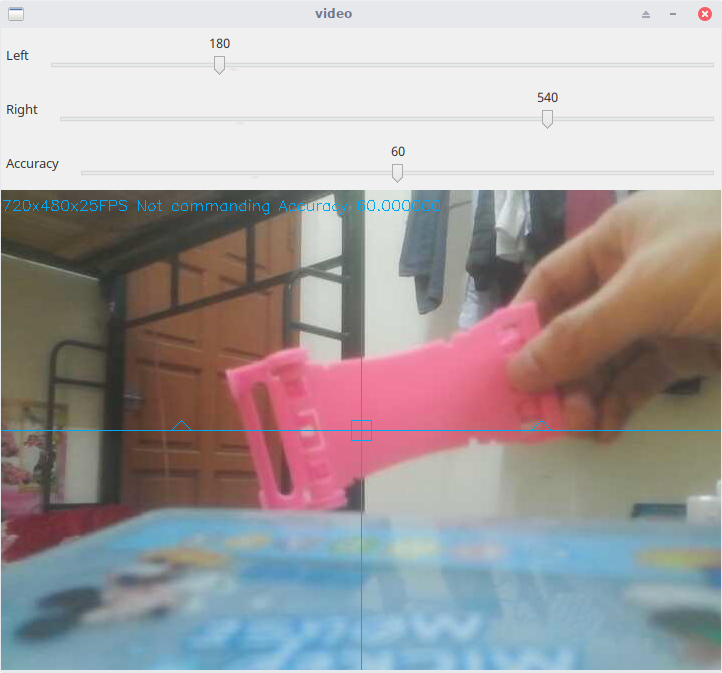 video
180
Left
540
Right
60
Accuracy
720x480x25FPS Not commanding Accuracy 60.000000